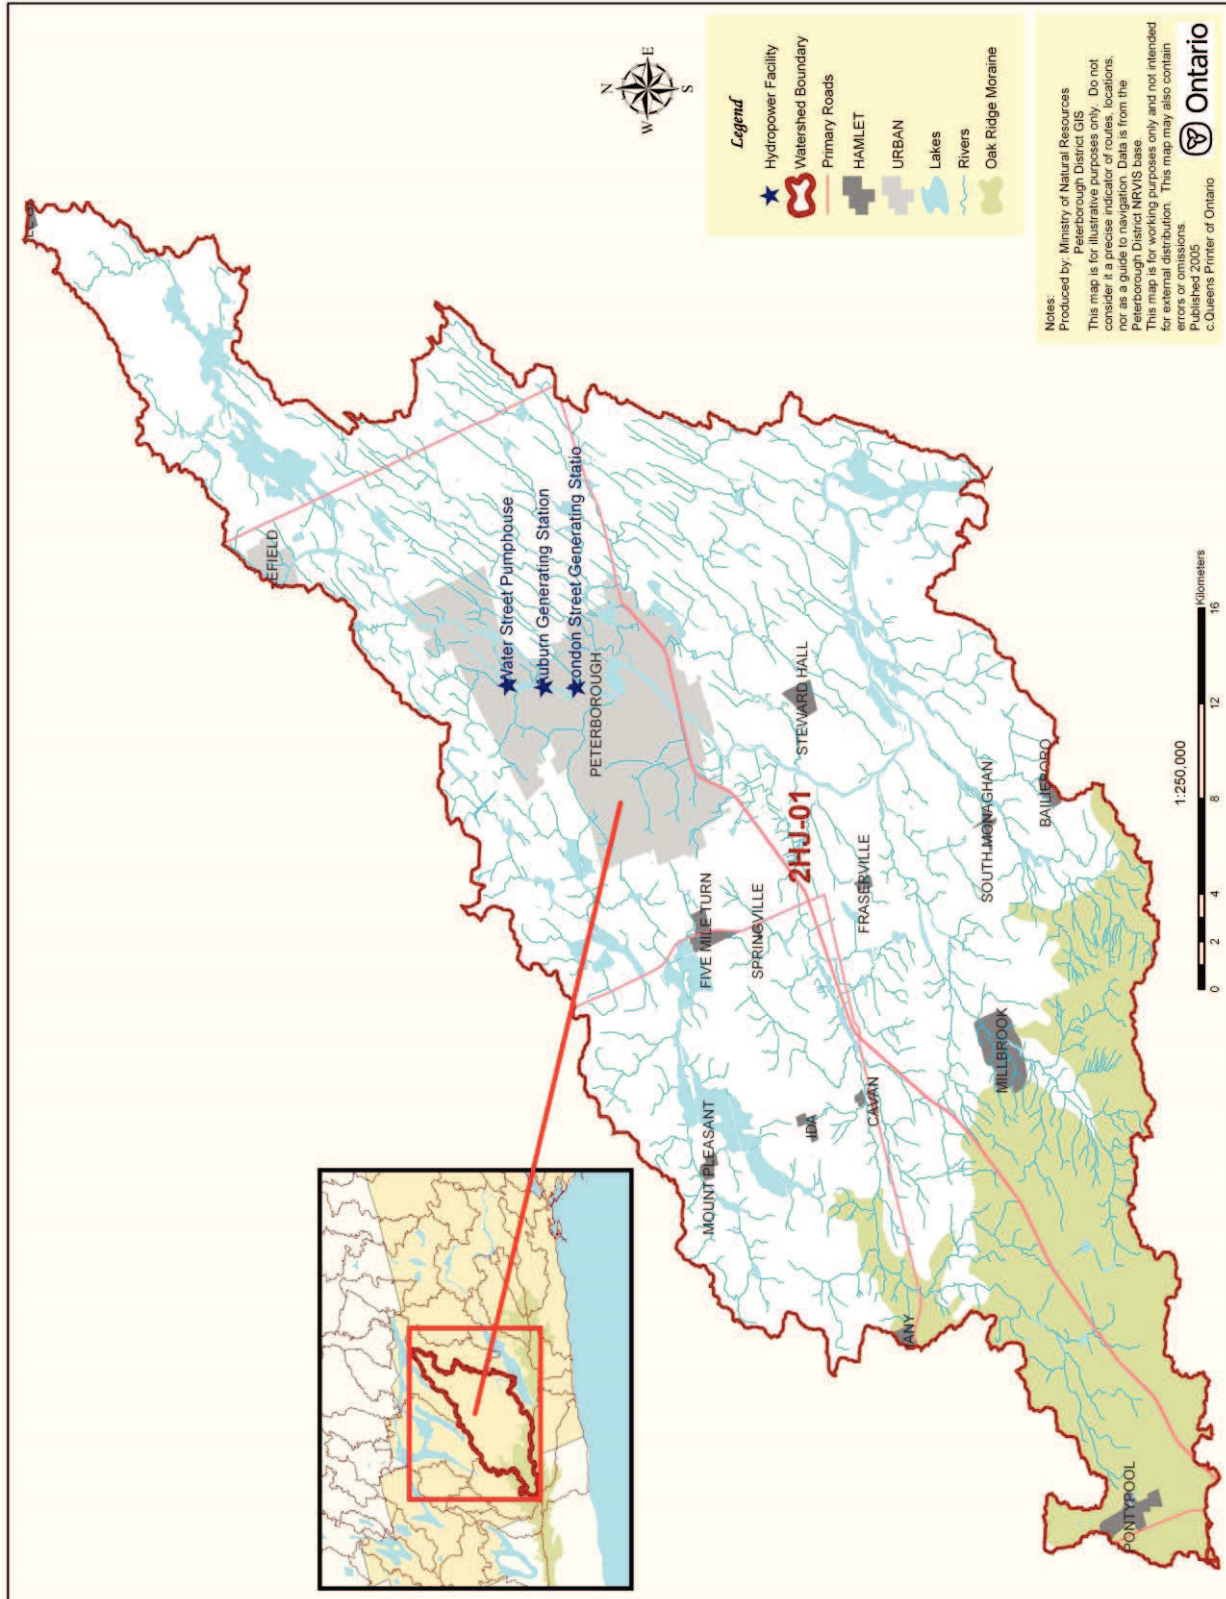 EFIELD
Water Street Pumphouse
Auburn Generating Station
London Street Generating Statio
PETERBOROUGH
STEWARD HALL
FIVE MILE TURN
SPRINGVILLE
2HJ-01
FRASERVILLE
SOUTH MONAGHAN
BAILIEBORO
MOUNT PLEASANT
IDA
CAVAN
MILLBROOK
ANY
PONTYPOOL
N
W
E
S
Legend
Hydropower Facility
Watershed Boundary
Primary Roads
HAMLET
URBAN
Lakes
Rivers
Oak Ridge Moraine
1:250,000
0 2 4 8 12 16
Kilometers
Notes:
Produced by: Ministry of Natural Resources
Peterborough District GIS
This map is for illustrative purposes only. Do not
consider it a precise indicator of routes, locations,
nor as a guide to navigation. Data is from the
Peterborough District NRVIS base.
This map is for working purposes only and not intended
for external distribution. This map may also contain
errors or omissions.
Published 2005
c.Queens Printer of Ontario
Ontario